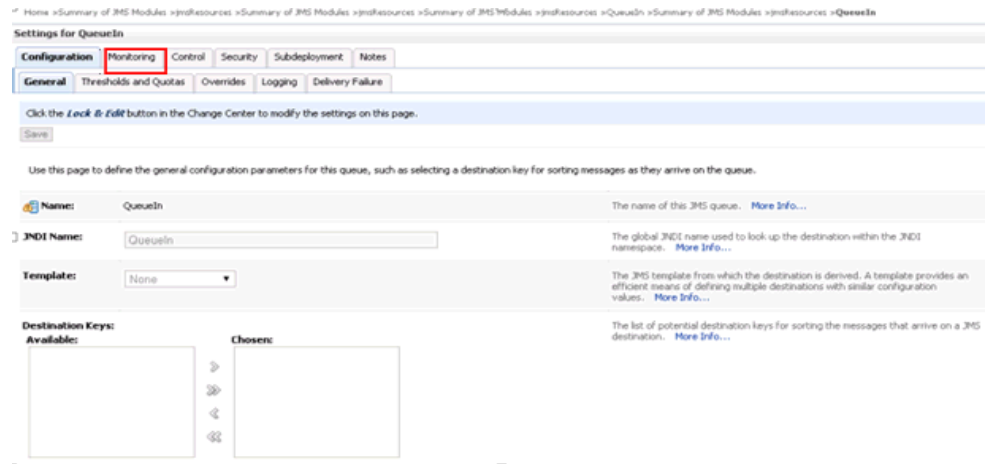 Home »Summary of JMS Modules »jmsResources »Summary of JMS Modules »jmsResources »Summary of JMS Modules »jmsResources »QueueIn »Summary of JMS Modules »jmsResources »QueueIn
Settings for QueueIn
Configuration Monitoring Control Security Subdeployment Notes
General Thresholds and Quotas Overrides Logging Delivery Failure
Click the Lock & Edit button in the Change Center to modify the settings on this page.
Save
Use this page to define the general configuration parameters for this queue, such as selecting a destination key for sorting messages as they arrive on the queue.
Name: QueueIn The name of this JMS queue. More Info...
JNDI Name: QueueIn The global JNDI name used to look up the destination within the JNDI
namespace. More Info...
Template: None The JMS template from which the destination is derived. A template provides an
efficient means of defining multiple destinations with similar configuration
values. More Info...
Destination Keys: The list of potential destination keys for sorting the messages that arrive on a JMS
destination. More Info...
Available: Chosen: